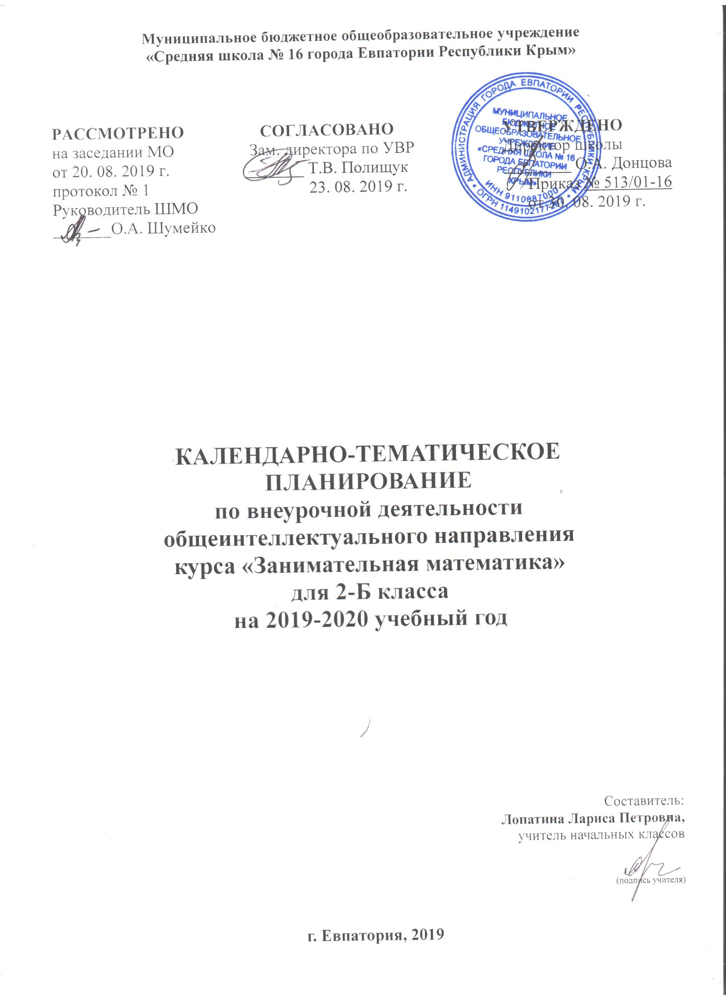 Муниципальное бюджетное общеобразовательное учреждение
«Средняя школа № 16 города Евпатории Республики Крым»
РАССМОТРЕНО
на заседании МО
от 20. 08. 2019 г.
протокол № 1
Руководитель ШМО
________О.А. Шумейко
СОГЛАСОВАНО
Зам. директора по УВР
________ Т.В. Полищук
23. 08. 2019 г.
УТВЕРЖДЕНО
Директор школы
________ О.А. Донцова
Приказ № 513/01-16
от 30. 08. 2019 г.
АДМИНИСТРАЦИЯ ГОРОДА ЕВПАТОРИИ РЕСПУБЛИКИ КРЫМ
МУНИЦИПАЛЬНОЕ
БЮДЖЕТНОЕ
ОБЩЕОБРАЗОВАТЕЛЬНОЕ
УЧРЕЖДЕНИЕ
«СРЕДНЯЯ ШКОЛА № 16
ГОРОДА ЕВПАТОРИИ
РЕСПУБЛИКИ
КРЫМ»
ИНН 9110087000
ОГРН
КАЛЕНДАРНО-ТЕМАТИЧЕСКОЕ
ПЛАНИРОВАНИЕ
по внеурочной деятельности
общеинтеллектуального направления
курса «Занимательная математика»
для 2-Б класса
на 2019-2020 учебный год
Составитель:
Лопатина Лариса Петровна,
учитель начальных классов
(подпись учителя)
г. Евпатория, 2019